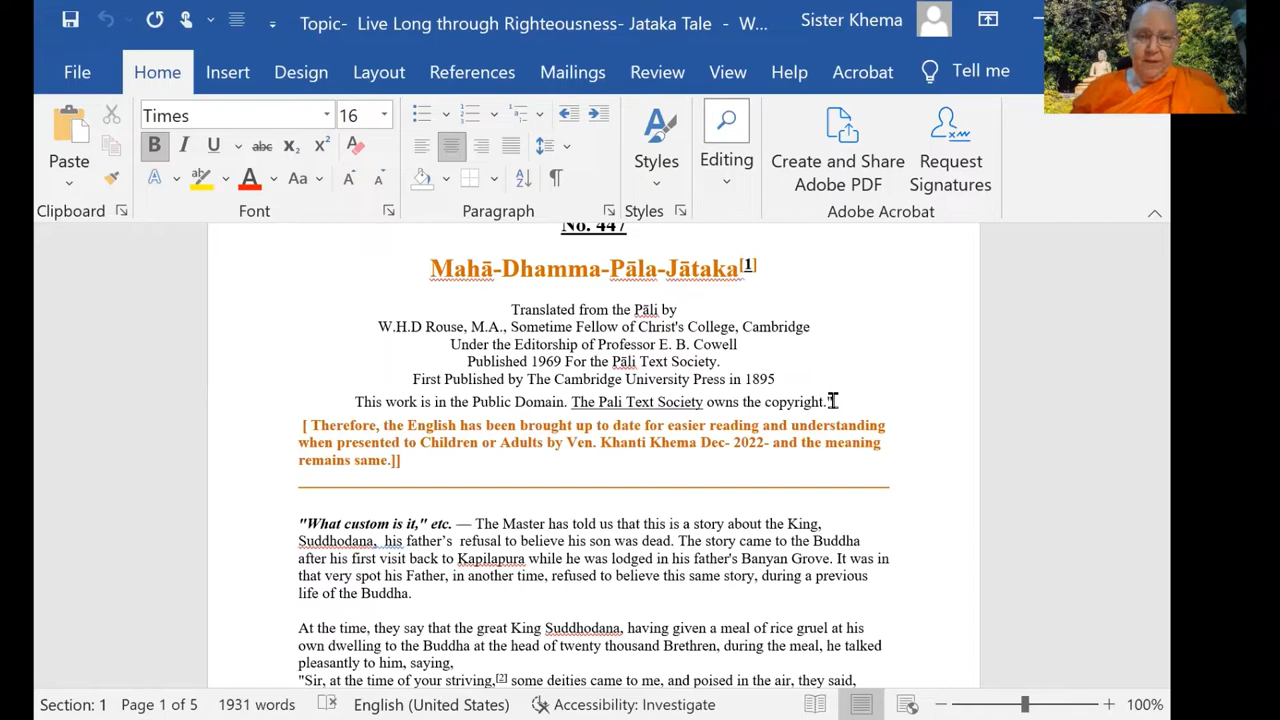 Topic- Live Long through Righteousness- Jataka Tale - W...
Sister Khema
File Home Insert Design Layout References Mailings Review View Help Acrobat Tell me
Times 16
Paste
Styles
Editing
Create and Share Adobe PDF
Request Signatures
Clipboard Font Paragraph Styles Adobe Acrobat
No. 447
Mahā-Dhamma-Pāla-Jātaka[1]
Translated from the Pāli by
W.H.D Rouse, M.A., Sometime Fellow of Christ's College, Cambridge
Under the Editorship of Professor E. B. Cowell
Published 1969 For the Pāli Text Society.
First Published by The Cambridge University Press in 1895
This work is in the Public Domain. The Pali Text Society owns the copyright."
[ Therefore, the English has been brought up to date for easier reading and understanding
when presented to Children or Adults by Ven. Khanti Khema Dec- 2022- and the meaning
remains same.]]
"What custom is it," etc. — The Master has told us that this is a story about the King,
Suddhodana, his father's refusal to believe his son was dead. The story came to the Buddha
after his first visit back to Kapilapura while he was lodged in his father's Banyan Grove. It was in
that very spot his Father, in another time, refused to believe this same story, during a previous
life of the Buddha.
At the time, they say that the great King Suddhodana, having given a meal of rice gruel at his
own dwelling to the Buddha at the head of twenty thousand Brethren, during the meal, he talked
pleasantly to him, saying,
"Sir, at the time of your striving,[2] some deities came to me, and poised in the air, they said,
Section: 1 Page 1 of 5 1931 words English (United States) Accessibility: Investigate 100%